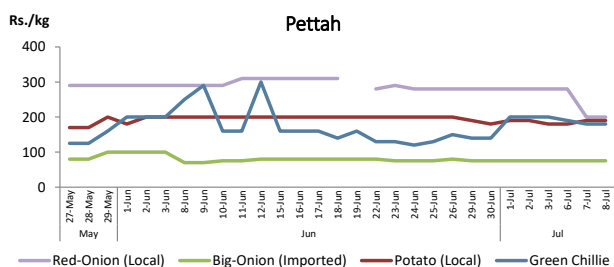 Rs./kg
Pettah
400
300
200
100
0
27-May 28-May 29-May 1-Jun 2-Jun 3-Jun 8-Jun 9-Jun 10-Jun 11-Jun 12-Jun 15-Jun 16-Jun 17-Jun 18-Jun 19-Jun 22-Jun 23-Jun 24-Jun 25-Jun 26-Jun 29-Jun 30-Jun 1-Jul 2-Jul 3-Jul 6-Jul 7-Jul 8-Jul
May Jun Jul
Red-Onion (Local) Big-Onion (Imported) Potato (Local) Green Chillie